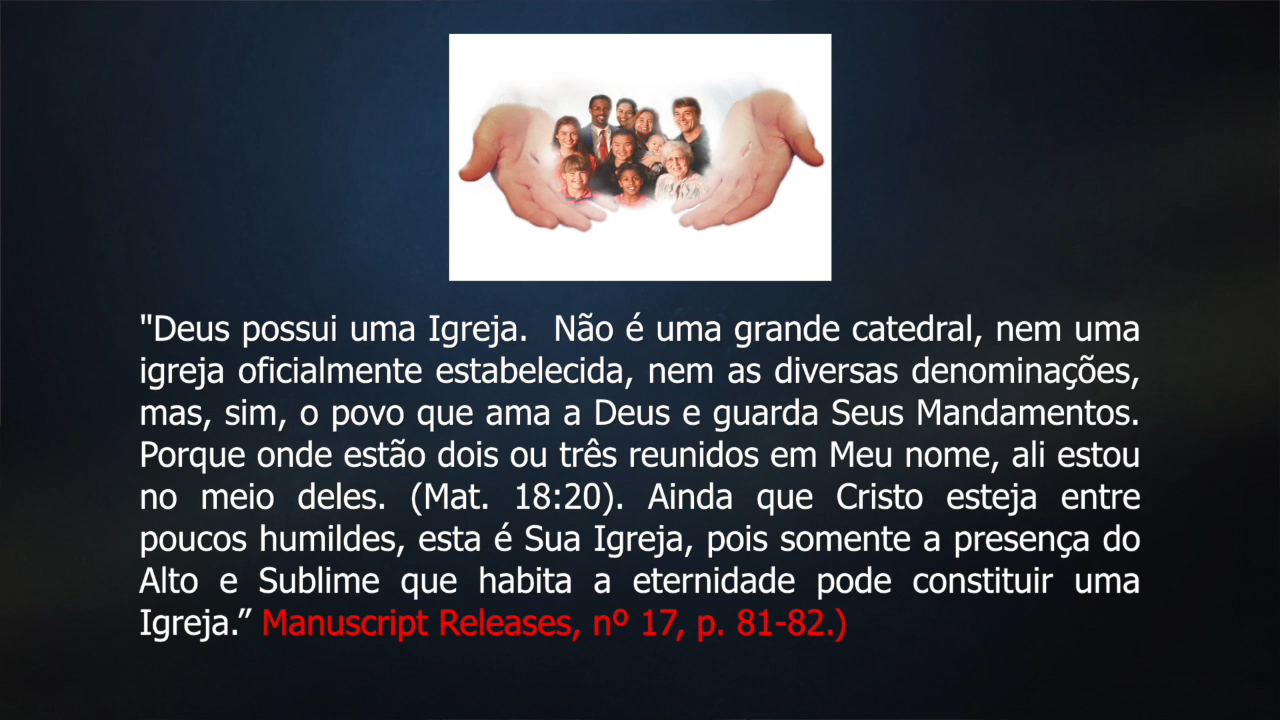 "Deus possui uma Igreja.  Não é uma grande catedral, nem uma
igreja oficialmente estabelecida, nem as diversas denominações,
mas, sim, o povo que ama a Deus e guarda Seus Mandamentos.
Porque onde estão dois ou três reunidos em Meu nome, ali estou
no meio deles. (Mat. 18:20). Ainda que Cristo esteja entre
poucos humildes, esta é Sua Igreja, pois somente a presença do
Alto e Sublime que habita a eternidade pode constituir uma
Igreja.” Manuscript Releases, nº 17, p. 81-82.)